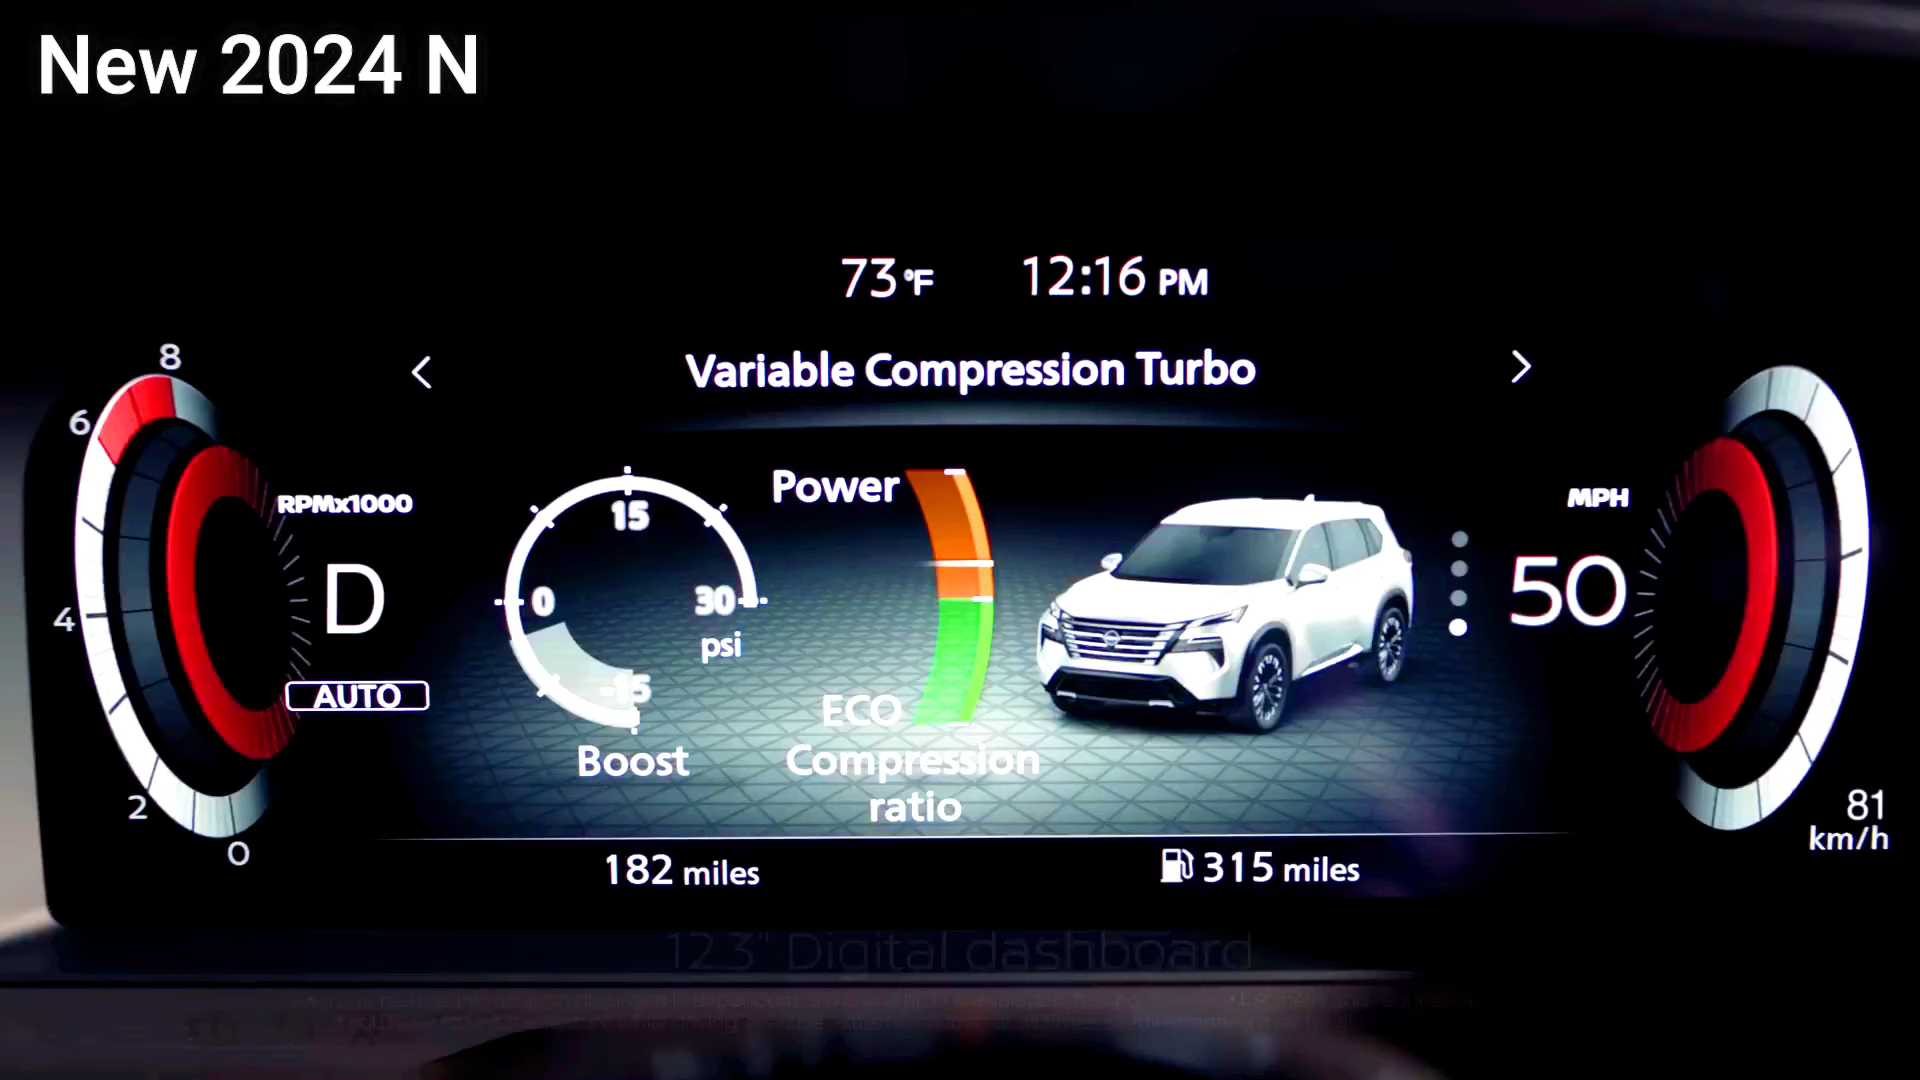 New 2024 N
73 °F 12:16 PM
< Variable Compression Turbo >
8
6
4
2
0
RPMx1000
D
AUTO
15
0
30
psi
-15
Boost
Power
ECO
Compression
ratio
MPH
50
81
km/h
182 miles
315 miles
12.3" Digital dashboard